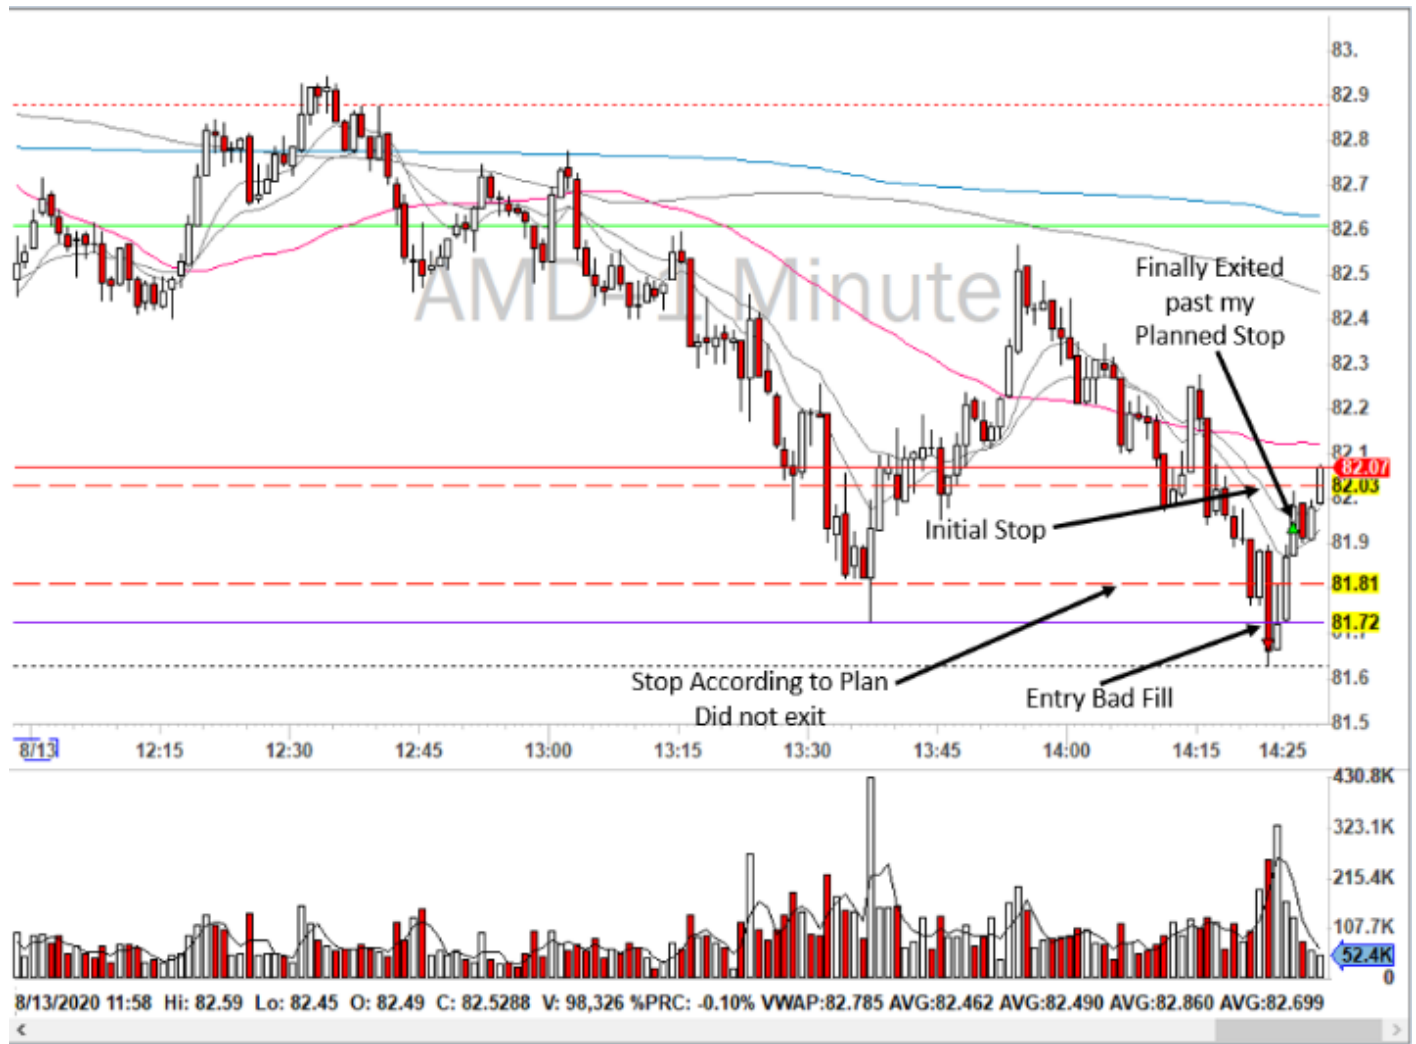 83.
82.9
82.8
82.7
82.6
82.5
82.4
82.3
82.2
82.1
82.07
82.03
82.
81.9
81.81
81.72
81.6
81.5
AMD- 1 Minute
Finally Exited
past my
Planned Stop
Initial Stop
Stop According to Plan
Did not exit
Entry Bad Fill
8/13 12:15 12:30 12:45 13:00 13:15 13:30 13:45 14:00 14:15 14:25
430.8K
323.1K
215.4K
107.7K
52.4K
0
8/13/2020 11:58 Hi: 82.59 Lo: 82.45 O: 82.49 C: 82.5288 V: 98,326 %PRC: -0.10% VWAP:82.785 AVG:82.462 AVG:82.490 AVG:82.860 AVG:82.699